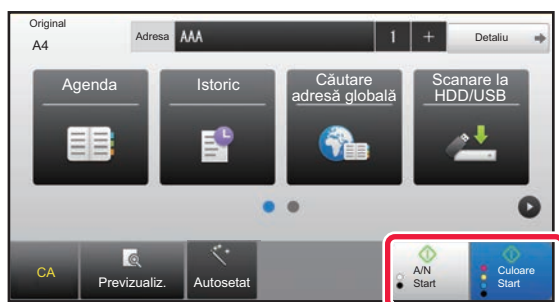 Original
A4
Adresa AAA 1 + Detaliu
Agenda
Istoric
Căutare
adresă globală
Scanare la
HDD/USB
CA
Previzualiz.
Autosetat
A/N
Start
Culoare
Start